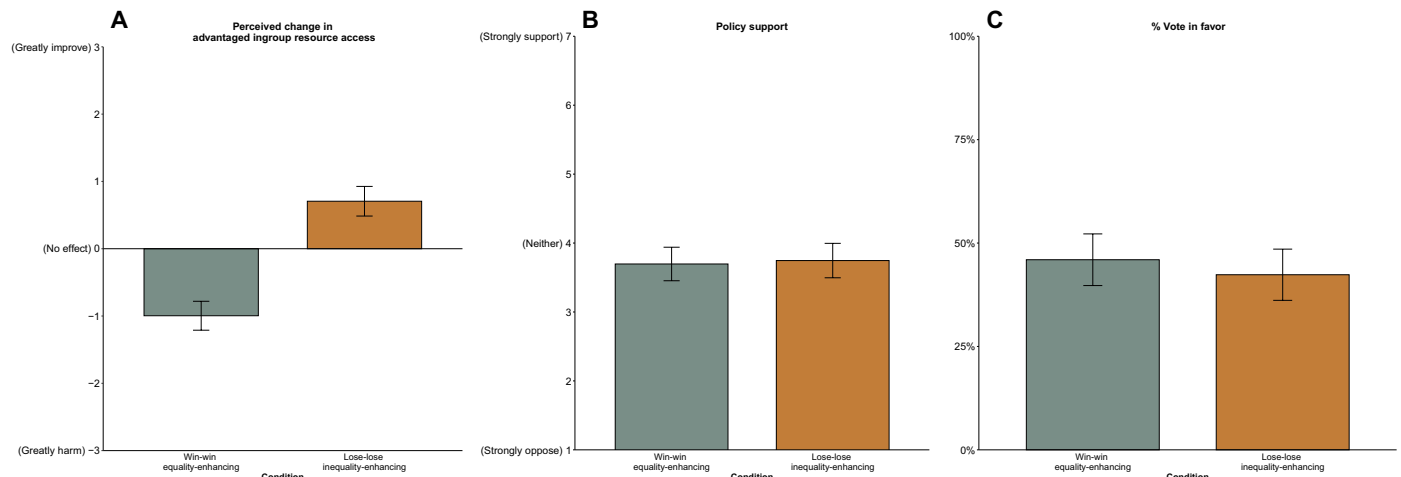 A
Perceived change in
advantaged ingroup resource access
(Greatly improve) 3
2
1
(No effect) 0
−1
−2
(Greatly harm) −3
Win−win
equality−enhancing
Lose−lose
inequality−enhancing
Condition
B
Policy support
(Strongly support) 7
6
5
(Neither) 4
3
2
(Strongly oppose) 1
Win−win
equality−enhancing
Lose−lose
inequality−enhancing
Condition
C
% Vote in favor
100%
75%
50%
25%
0%
Win−win
equality−enhancing
Lose−lose
inequality−enhancing
Condition